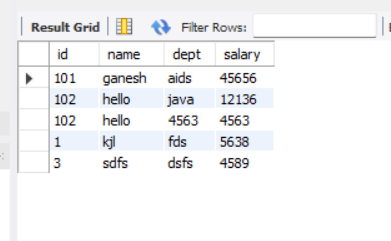 Result Grid Filter Rows:
id name dept salary
101 ganesh aids 45656
102 hello java 12136
102 hello 4563 4563
1 kjl fds 5638
3 sdfs dsfs 4589